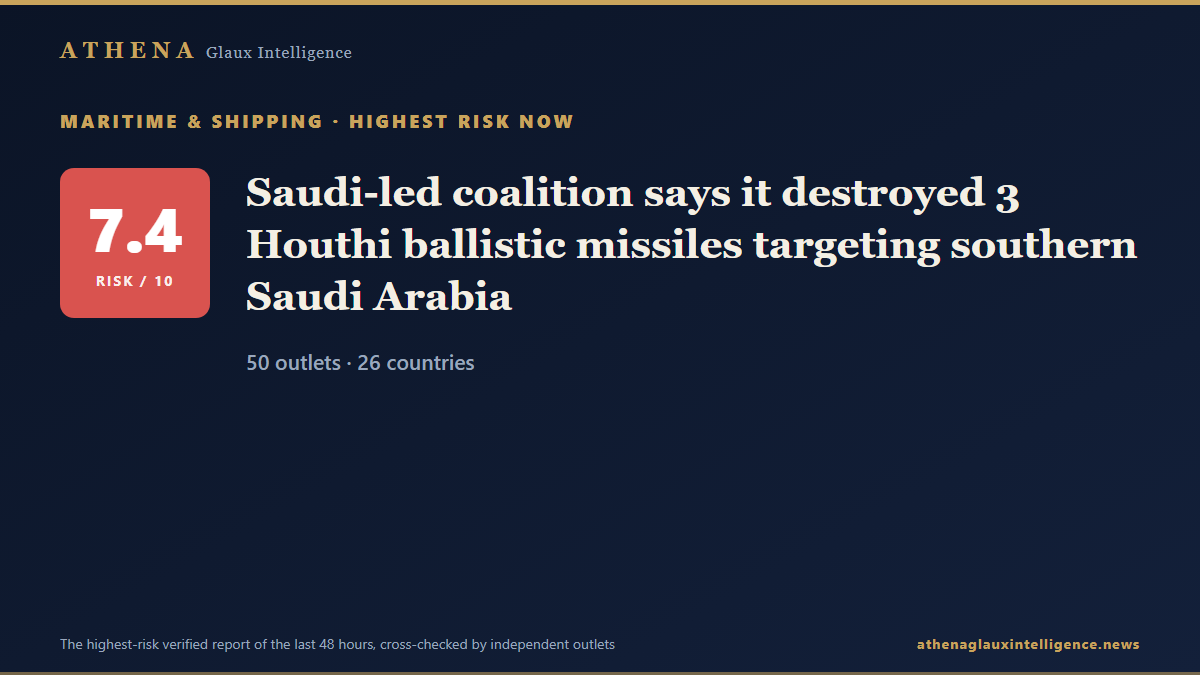 ATHENA Glaux Intelligence
MARITIME & SHIPPING · HIGHEST RISK NOW
7.4
RISK / 10
Saudi-led coalition says it destroyed 3
Houthi ballistic missiles targeting southern
Saudi Arabia
50 outlets · 26 countries
The highest-risk verified report of the last 48 hours, cross-checked by independent outlets
athenaglauxintelligence.news